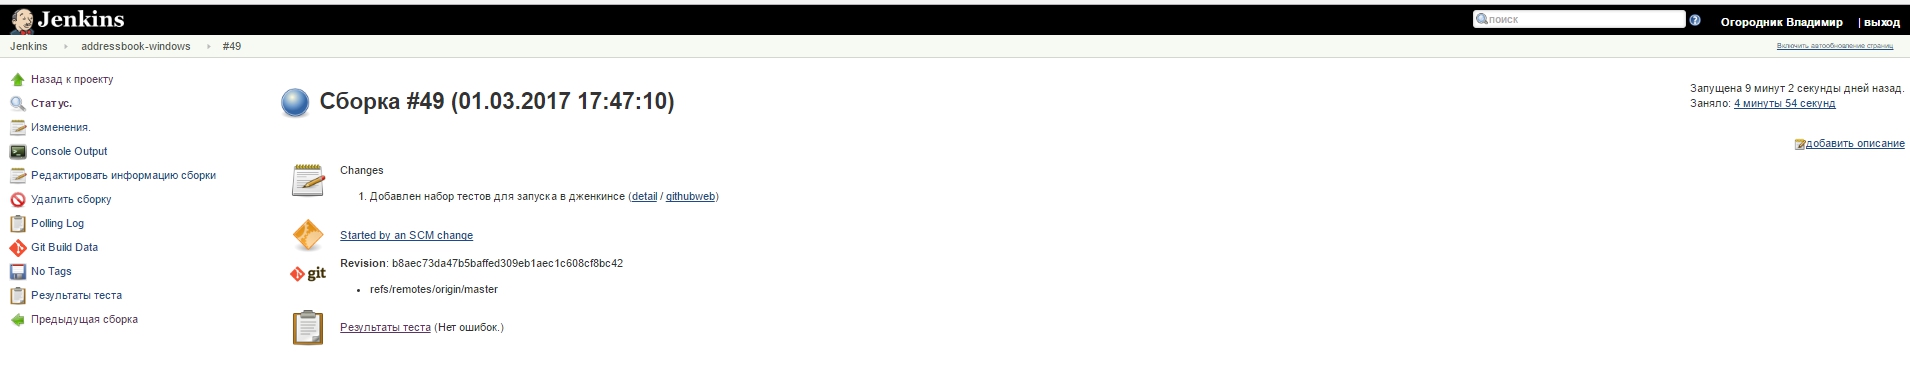 Jenkins
поиск
Огородник Владимир | выход
Jenkins addressbook-windows #49
Включить автообновление страниц
Назад к проекту
Статус.
Изменения.
Console Output
Редактировать информацию сборки
Удалить сборку
Polling Log
Git Build Data
No Tags
Результаты теста
Предыдущая сборка
Сборка #49 (01.03.2017 17:47:10)
Запущена 9 минут 2 секунды дней назад.
Заняло: 4 минуты 54 секунд
добавить описание
Changes
1. Добавлен набор тестов для запуска в дженкинсе (detail / githubweb)
Started by an SCM change
git
Revision: b8aec73da47b5baffed309eb1aec1c608cf8bc42
• refs/remotes/origin/master
Результаты теста (Нет ошибок.)